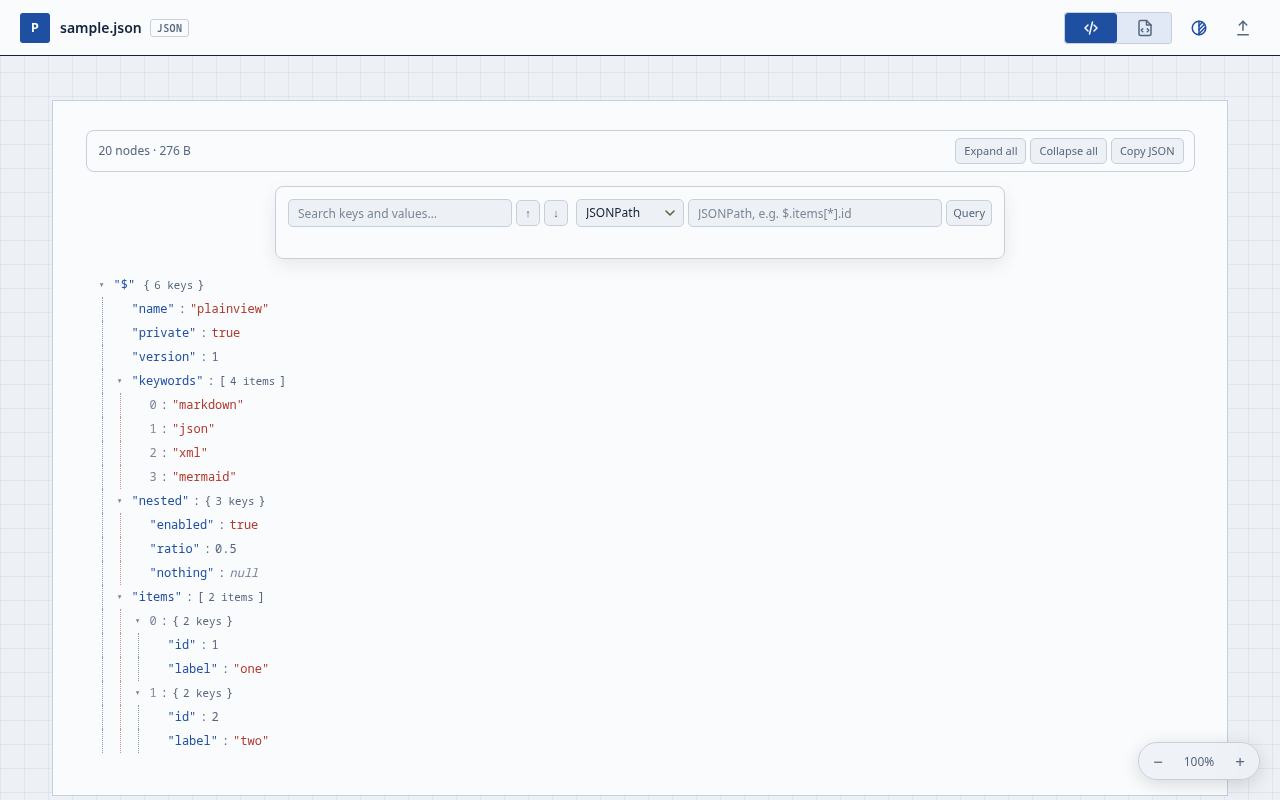 P sample.json JSON
20 nodes · 276 B Expand all Collapse all Copy JSON
Search keys and values... ↑ ↓ JSONPath JSONPath, e.g. $.items[*].id Query
"$" { 6 keys }
"name" : "plainview"
"private" : true
"version" : 1
"keywords" : [ 4 items ]
0 : "markdown"
1 : "json"
2 : "xml"
3 : "mermaid"
"nested" : { 3 keys }
"enabled" : true
"ratio" : 0.5
"nothing" : null
"items" : [ 2 items ]
0 : { 2 keys }
"id" : 1
"label" : "one"
1 : { 2 keys }
"id" : 2
"label" : "two"
− 100% +